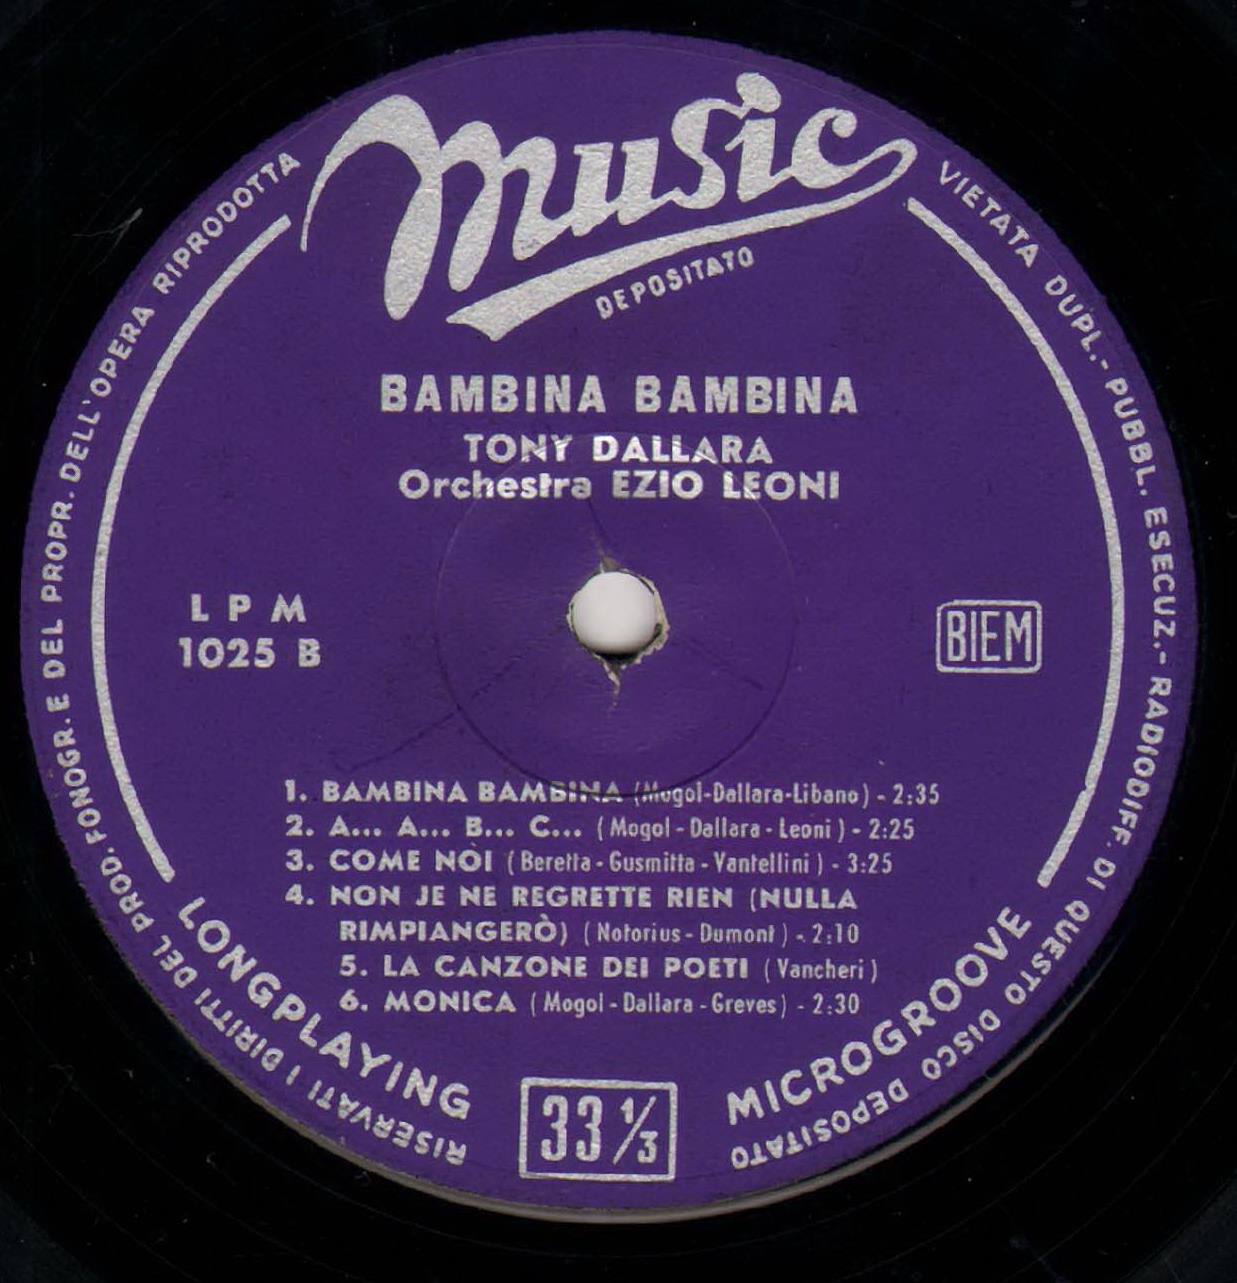 Music
DEPOSITATO
BAMBINA BAMBINA
TONY DALLARA
Orchestra EZIO LEONI
L P M
1025 B
BIEM
1. BAMBINA BAMBINA (Mogol-Dallara-Libano) - 2:35
2. A... A... B... C... (Mogol - Dallara - Leoni) - 2:25
3. COME NÒI (Beretta - Gusmitta - Vantellini) - 3:25
4. NON JE NE REGRETTE RIEN (NULLA
RIMPIANGERÒ) (Notorius - Dumont) - 2:10
5. LA CANZONE DEI POETI (Vancheri)
6. MONICA (Mogol - Dallara - Greves) - 2:30
LONGPLAYING
33 1/3
MICROGROOVE
RISERVATI I DIRITTI DEL PROD. FONOGR. E DEL PROPR. DELL'OPERA RIPRODOTTA
VIETATA DUPL.- PUBBL. ESECUZ.- RADIODIFF. DI QUESTO DISCO DEPOSITATO